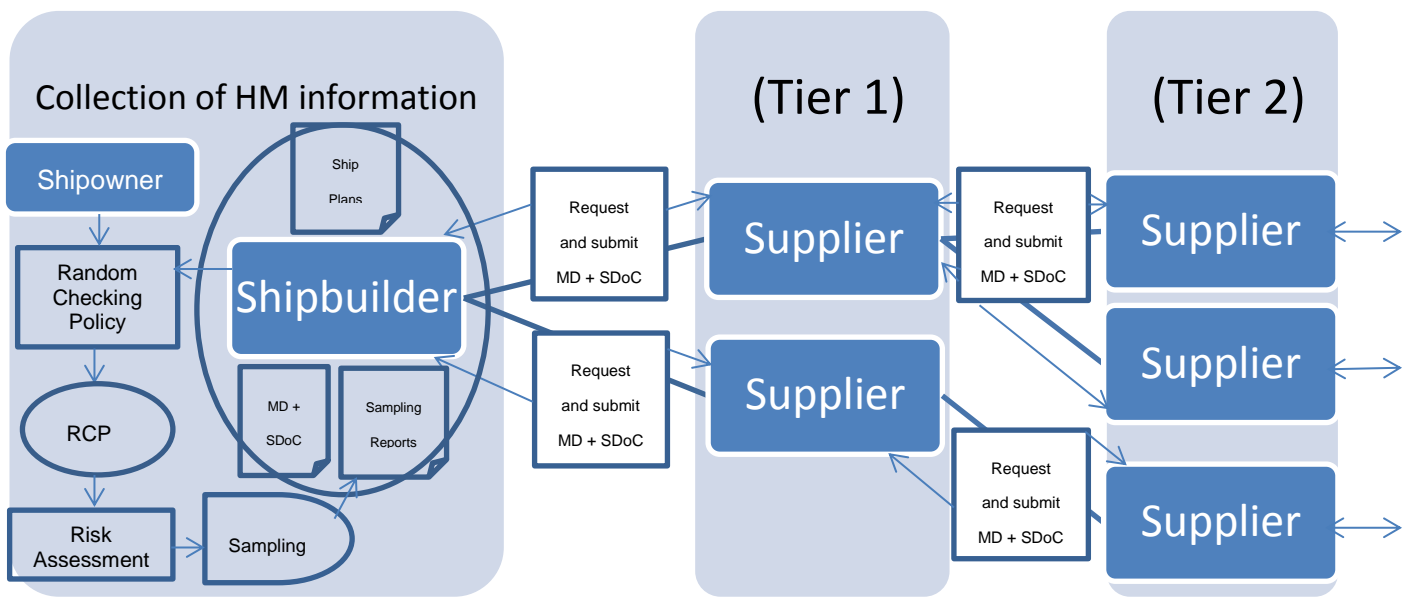 Collection of HM information
(Tier 1)
(Tier 2)
Shipowner
Ship
Plans
Random
Checking
Policy
Shipbuilder
RCP
MD +
SDoC
Sampling
Reports
Risk
Assessment
Sampling
Request
and submit
MD + SDoC
Request
and submit
MD + SDoC
Supplier
Supplier
Request
and submit
MD + SDoC
Request
and submit
MD + SDoC
Supplier
Supplier
Supplier